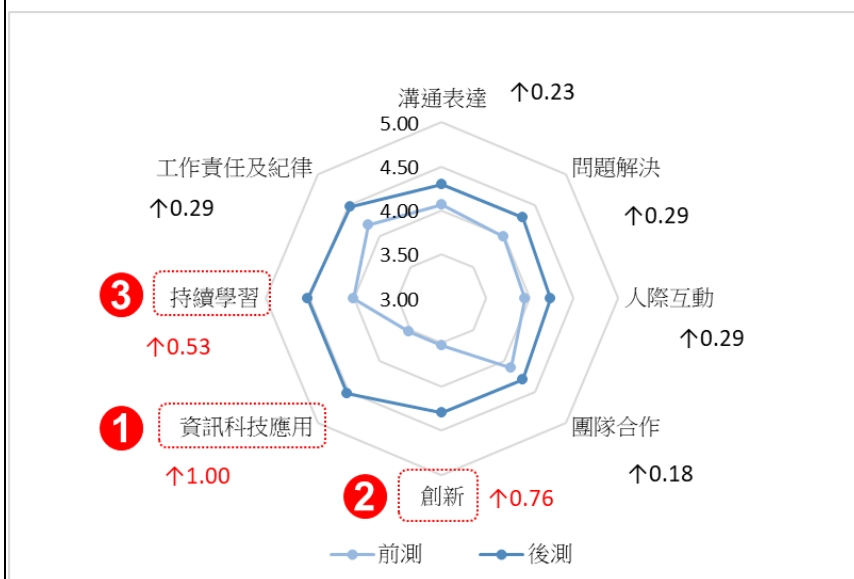 溝通表達 ↑0.23
5.00
工作責任及紀律
↑0.29
4.50
問題解決
↑0.29
4.00
3.50
3 持續學習
↑0.53
3.00
人際互動
↑0.29
1 資訊科技應用
↑1.00
團隊合作
↑0.18
2 創新 ↑0.76
前測 後測